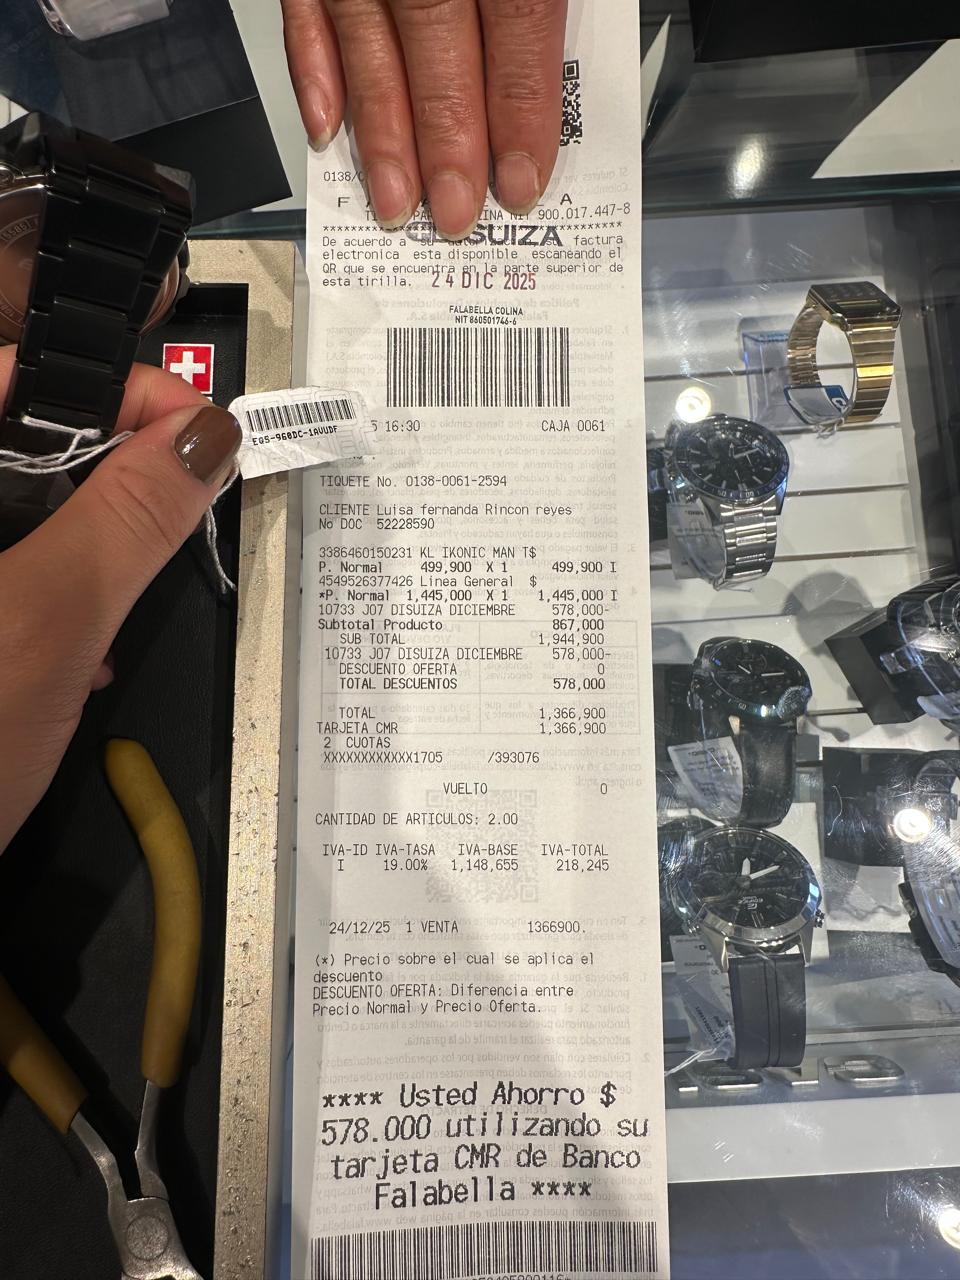 0138/
F A
NIT 900.017.447-8
SUIZA
De acuerdo a su autorizacion, su factura
electronica esta disponible escaneando el
QR que se encuentra en la parte superior de
esta tirilla.
24 DIC 2025
FALABELLA COLINA
NIT 860501746-6
EQS-960DC-1AVUDF
5 16:30 CAJA 0061
TIQUETE No. 0138-0061-2594
CLIENTE Luisa fernanda Rincon reyes
No DOC 52228590
3386460150231 KL IKONIC MAN T$
P. Normal 499,900 X 1 499,900 I
4549526377426 Linea General $
*P. Normal 1,445,000 X 1 1,445,000 I
10733 J07 DISUIZA DICIEMBRE 578,000-
Subtotal Producto 867,000
SUB TOTAL 1,944,900
10733 J07 DISUIZA DICIEMBRE 578,000-
DESCUENTO OFERTA 0
TOTAL DESCUENTOS 578,000
TOTAL 1,366,900
TARJETA CMR 1,366,900
2 CUOTAS
XXXXXXXXXXXX1705 /393076
VUELTO 0
CANTIDAD DE ARTICULOS: 2.00
IVA-ID IVA-TASA IVA-BASE IVA-TOTAL
I 19.00% 1,148,655 218,245
24/12/25 1 VENTA 1366900.
(*) Precio sobre el cual se aplica el
descuento
DESCUENTO OFERTA: Diferencia entre
Precio Normal y Precio Oferta.
**** Usted Ahorro $
578.000 utilizando su
tarjeta CMR de Banco
Falabella ****